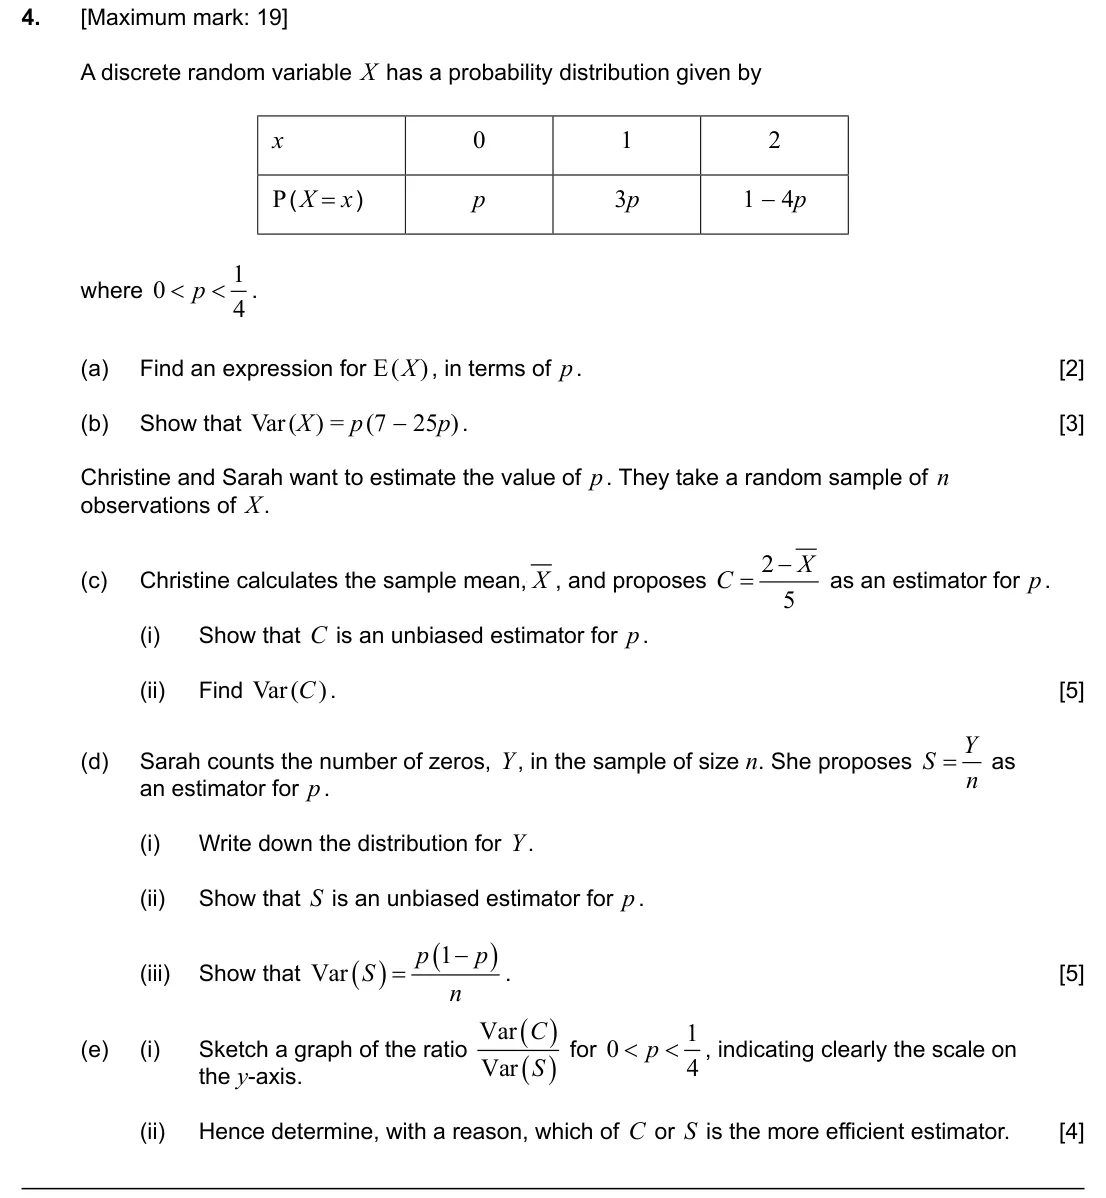 4. [Maximum mark: 19]
A discrete random variable X has a probability distribution given by
x 0 1 2
P(X = x) p 3p 1 − 4p
where 0 < p < 1/4.
(a) Find an expression for E(X), in terms of p. [2]
(b) Show that Var(X) = p(7 − 25p). [3]
Christine and Sarah want to estimate the value of p. They take a random sample of n
observations of X.
(c) Christine calculates the sample mean, X̅, and proposes C = (2 − X̅)/5 as an estimator for p.
(i) Show that C is an unbiased estimator for p.
(ii) Find Var(C). [5]
(d) Sarah counts the number of zeros, Y, in the sample of size n. She proposes S = Y/n as
an estimator for p.
(i) Write down the distribution for Y.
(ii) Show that S is an unbiased estimator for p.
(iii) Show that Var(S) = p(1 − p)/n. [5]
(e) (i) Sketch a graph of the ratio Var(C)/Var(S) for 0 < p < 1/4, indicating clearly the scale on
the y-axis.
(ii) Hence determine, with a reason, which of C or S is the more efficient estimator. [4]